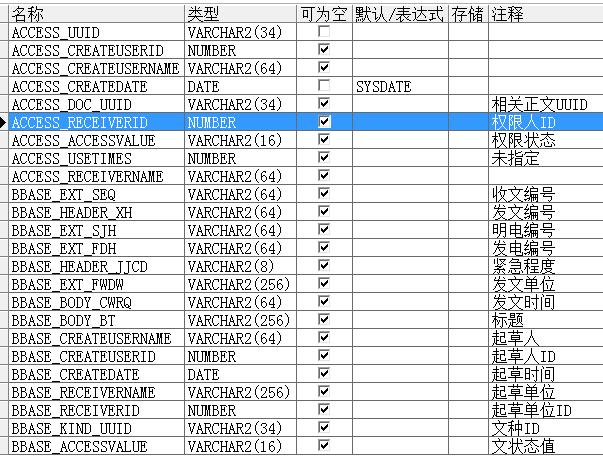 名称 类型 可为空 默认/表达式 存储 注释
ACCESS_UUID VARCHAR2(34)
ACCESS_CREATEUSERID NUMBER
ACCESS_CREATEUSERNAME VARCHAR2(64)
ACCESS_CREATEDATE DATE SYSDATE
ACCESS_DOC_UUID VARCHAR2(34) 相关正文UUID
ACCESS_RECEIVERID NUMBER 权限人ID
ACCESS_ACCESSVALUE VARCHAR2(16) 权限状态
ACCESS_USETIMES NUMBER 未指定
ACCESS_RECEIVERNAME VARCHAR2(64)
BBASE_EXT_SEQ VARCHAR2(64) 收文编号
BBASE_HEADER_XH VARCHAR2(64) 发文编号
BBASE_EXT_SJH VARCHAR2(64) 明电编号
BBASE_EXT_FDH VARCHAR2(64) 发电编号
BBASE_HEADER_JJCD VARCHAR2(8) 紧急程度
BBASE_EXT_FWDW VARCHAR2(256) 发文单位
BBASE_BODY_CWRQ VARCHAR2(64) 发文时间
BBASE_BODY_BT VARCHAR2(256) 标题
BBASE_CREATEUSERNAME VARCHAR2(64) 起草人
BBASE_CREATEUSERID NUMBER 起草人ID
BBASE_CREATEDATE DATE 起草时间
BBASE_RECEIVERNAME VARCHAR2(256) 起草单位
BBASE_RECEIVERID NUMBER 起草单位ID
BBASE_KIND_UUID VARCHAR2(34) 文种ID
BBASE_ACCESSVALUE VARCHAR2(16) 文状态值